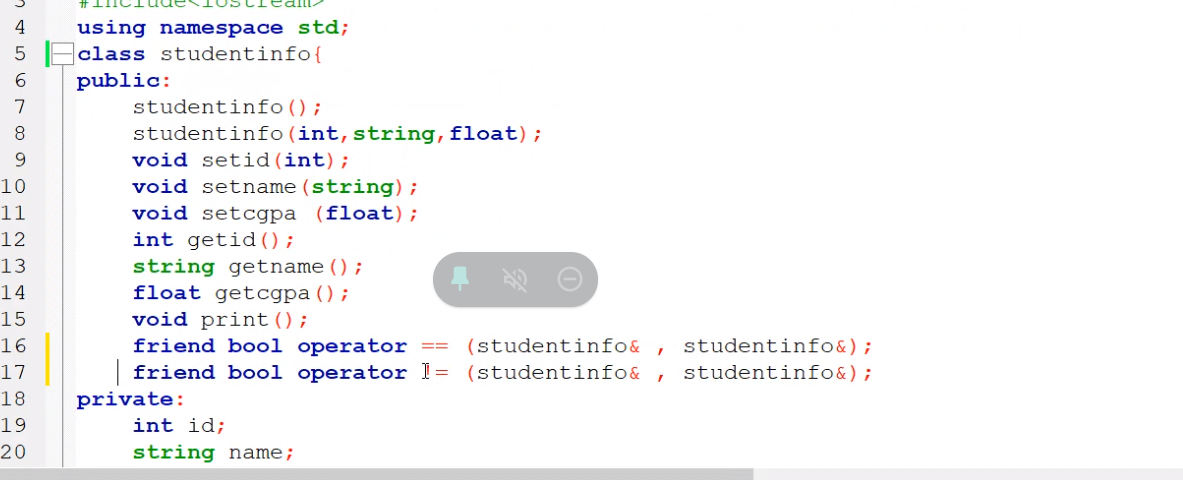 3 #include<iostream>
4 using namespace std;
5 class studentinfo{
6 public:
7 studentinfo();
8 studentinfo(int,string,float);
9 void setid(int);
10 void setname(string);
11 void setcgpa (float);
12 int getid();
13 string getname();
14 float getcgpa();
15 void print();
16 friend bool operator == (studentinfo& , studentinfo&);
17 friend bool operator != (studentinfo& , studentinfo&);
18 private:
19 int id;
20 string name;